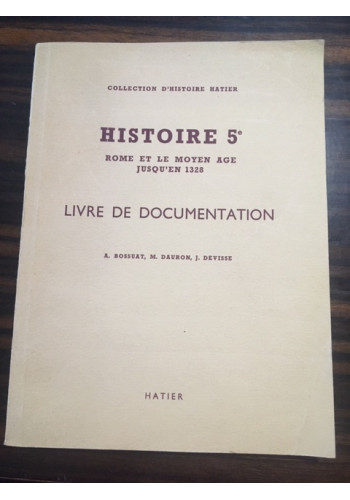 COLLECTION D'HISTOIRE HATIER
HISTOIRE 5e
ROME ET LE MOYEN AGE
JUSQU'EN 1328
LIVRE DE DOCUMENTATION
A. BOSSUAT, M. DAURON, J. DEVISSE
HATIER